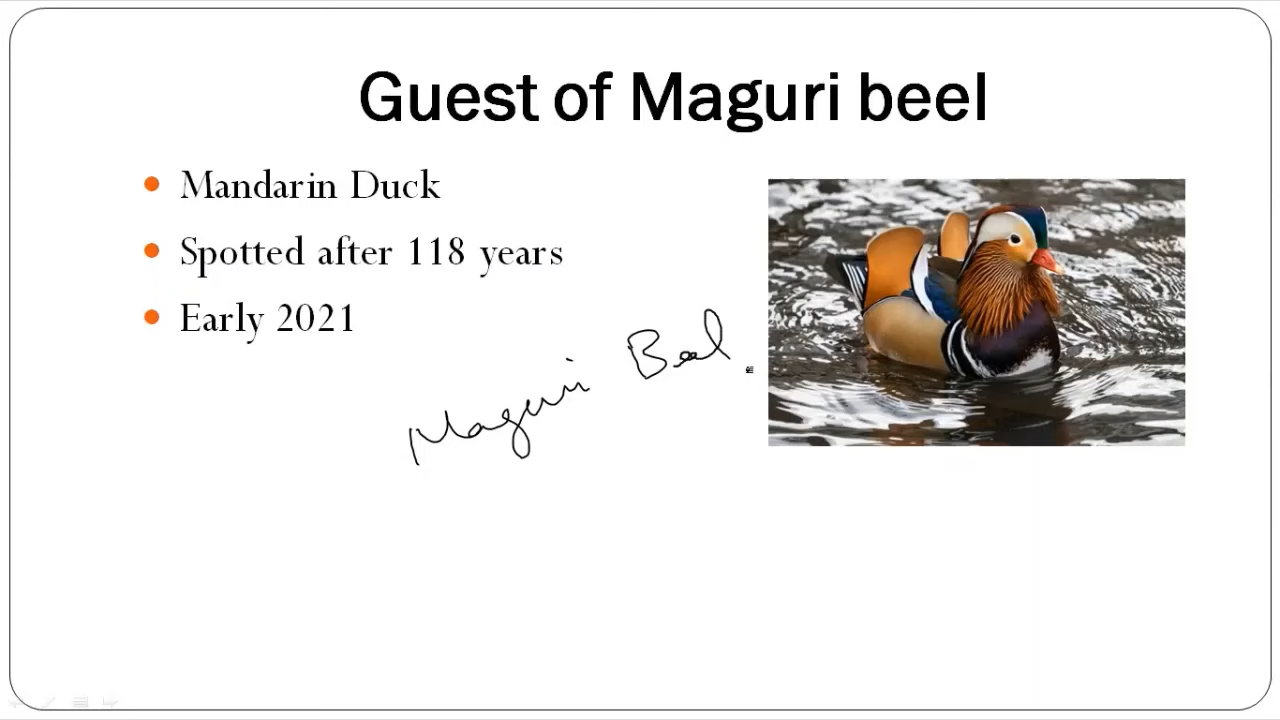 Guest of Maguri beel
Mandarin Duck
Spotted after 118 years
Early 2021
Maguri Beel.